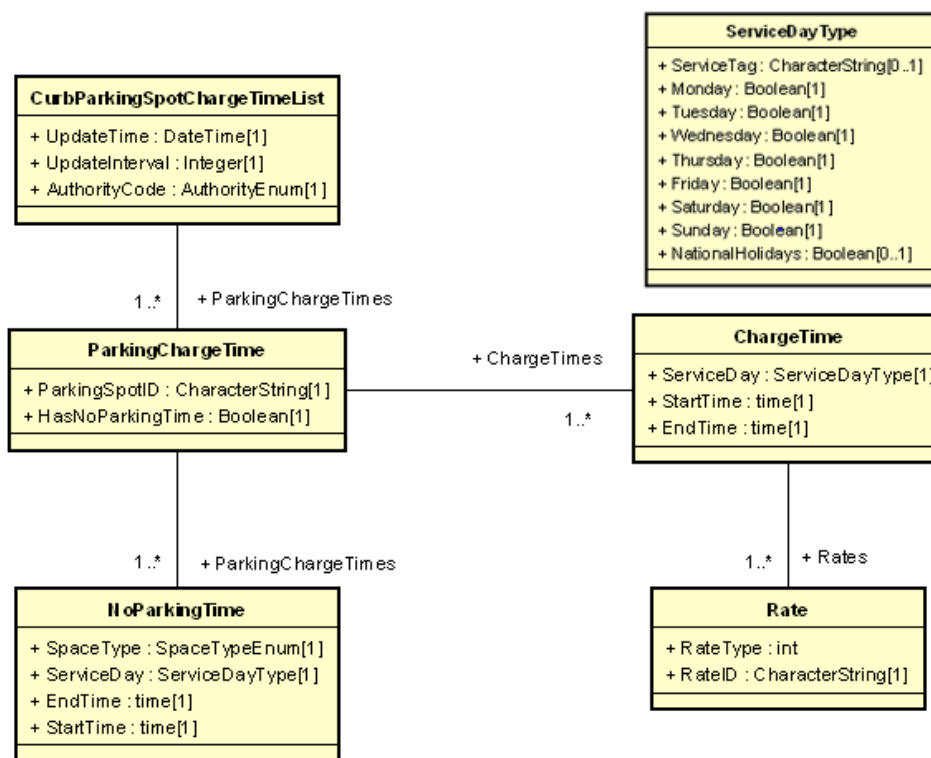 ServiceDayType
+ ServiceTag : CharacterString[0..1]
+ Monday : Boolean[1]
+ Tuesday : Boolean[1]
+ Wednesday : Boolean[1]
+ Thursday : Boolean[1]
+ Friday : Boolean[1]
+ Saturday : Boolean[1]
+ Sunday : Boolean[1]
+ NationalHolidays : Boolean[0..1]
CurbParkingSpotChargeTimeList
+ UpdateTime : DateTime[1]
+ UpdateInterval : Integer[1]
+ AuthorityCode : AuthorityEnum[1]
1..* + ParkingChargeTimes
ParkingChargeTime
+ ParkingSpotID : CharacterString[1]
+ HasNoParkingTime : Boolean[1]
+ ChargeTimes
1..*
ChargeTime
+ ServiceDay : ServiceDayType[1]
+ StartTime : time[1]
+ EndTime : time[1]
1..* + ParkingChargeTimes
NoParkingTime
+ SpaceType : SpaceTypeEnum[1]
+ ServiceDay : ServiceDayType[1]
+ EndTime : time[1]
+ StartTime : time[1]
1..* + Rates
Rate
+ RateType : int
+ RateID : CharacterString[1]